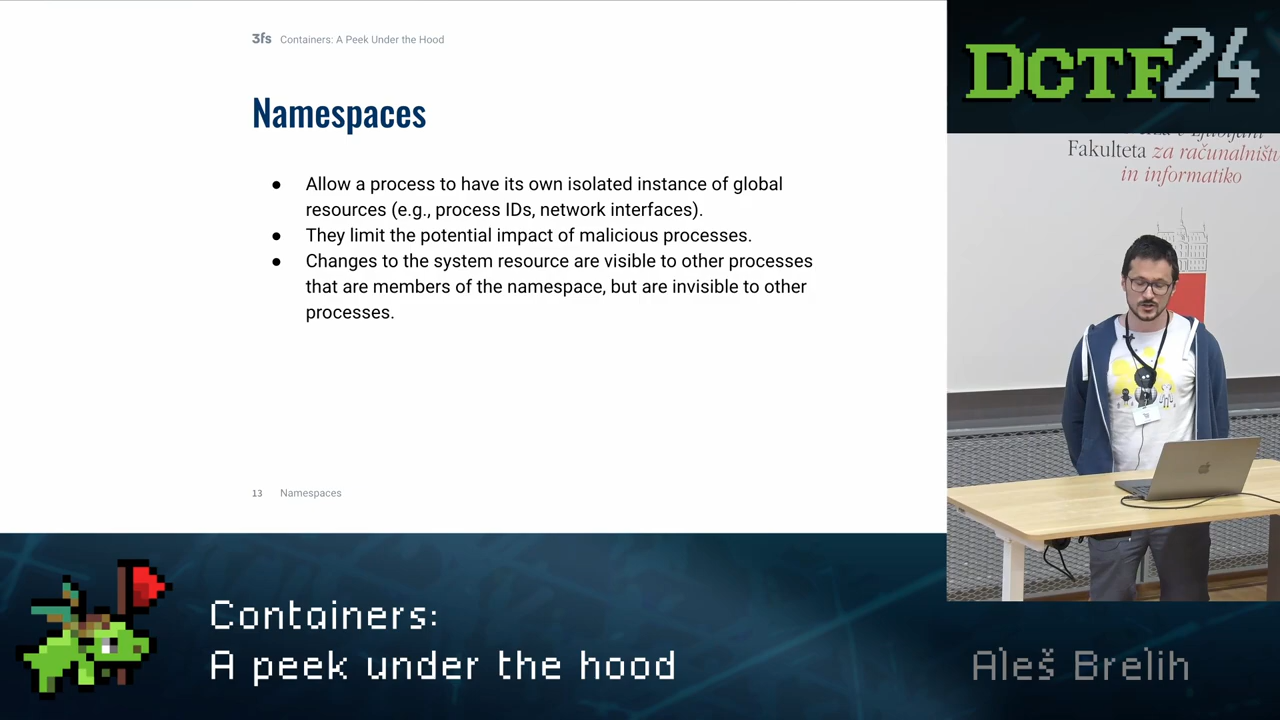 3fs Containers: A Peek Under the Hood
Namespaces
● Allow a process to have its own isolated instance of global
resources (e.g., process IDs, network interfaces).
● They limit the potential impact of malicious processes.
● Changes to the system resource are visible to other processes
that are members of the namespace, but are invisible to other
processes.
13 Namespaces
DCTF24
Fakulteta za računalništvo
in informatiko
Containers:
A peek under the hood
Aleš Brelih